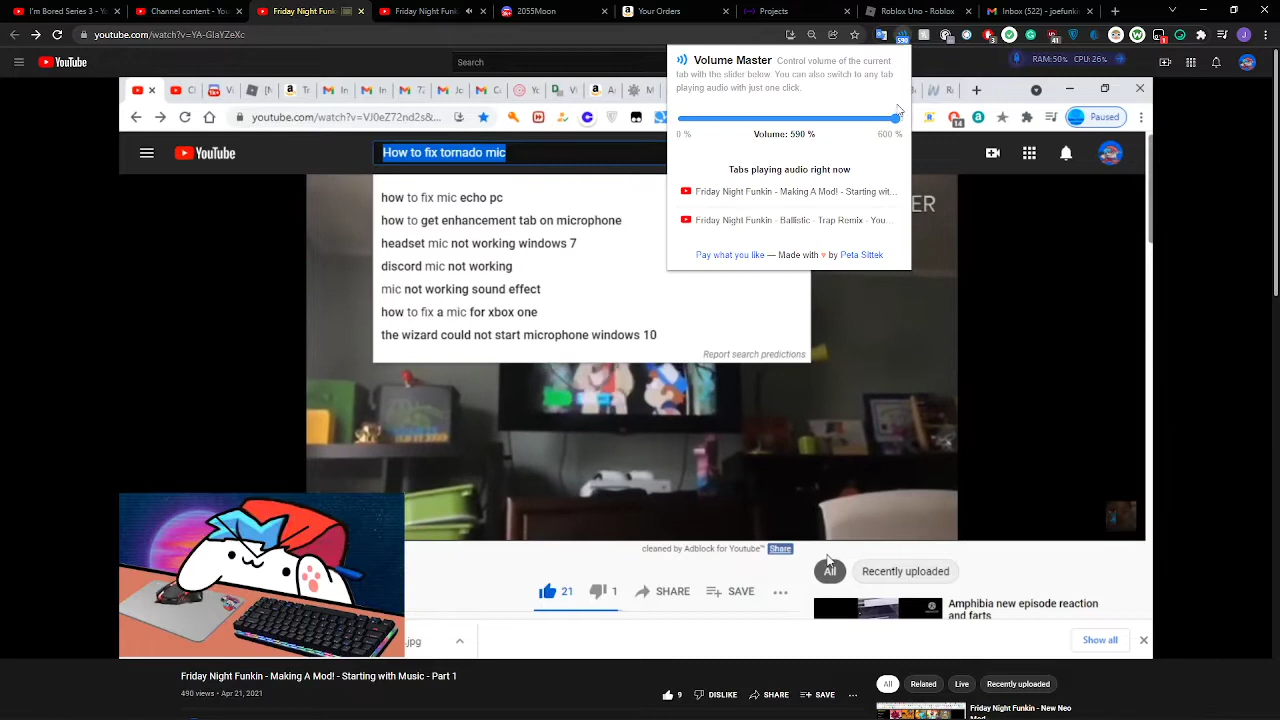 I'm Bored Series 3 - Yo
Channel content - You
Friday Night Funkin
Friday Night Funk
2055Moon
Your Orders
Projects
Roblox Uno - Roblox
Inbox (522) - joefunki
youtube.com/watch?v=YA-GlaYZeXc
590
YouTube
Search
RAM:50%
CPU:26%
Volume Master Control volume of the current
tab with the slider below. You can also switch to any tab
playing audio with just one click.
0 %
Volume: 590 %
600 %
Tabs playing audio right now
Friday Night Funkin - Making A Mod! - Starting wit...
Friday Night Funkin - Ballistic - Trap Remix - You...
Pay what you like — Made with ♥ by Peta Sittek
youtube.com/watch?v=VJ0eZ72nd2s&...
14
Paused
YouTube
How to fix tornado mic
how to fix mic echo pc
how to get enhancement tab on microphone
headset mic not working windows 7
discord mic not working
mic not working sound effect
how to fix a mic for xbox one
the wizard could not start microphone windows 10
Report search predictions
ER
cleaned by Adblock for Youtube™ Share
21
1
SHARE
SAVE
All
Recently uploaded
Amphibia new episode reaction
and farts
.jpg
Show all
Friday Night Funkin - Making A Mod! - Starting with Music - Part 1
490 views • Apr 21, 2021
9
DISLIKE
SHARE
SAVE
All
Related
Live
Recently uploaded
Friday Night Funkin - New Neo